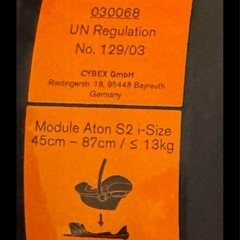 030068
UN Regulation
No. 129/03
CYBEX GmbH
Riedingerstr. 18, 95448 Bayreuth
Germany
Module Aton S2 i-Size
45cm – 87cm / ≤ 13kg